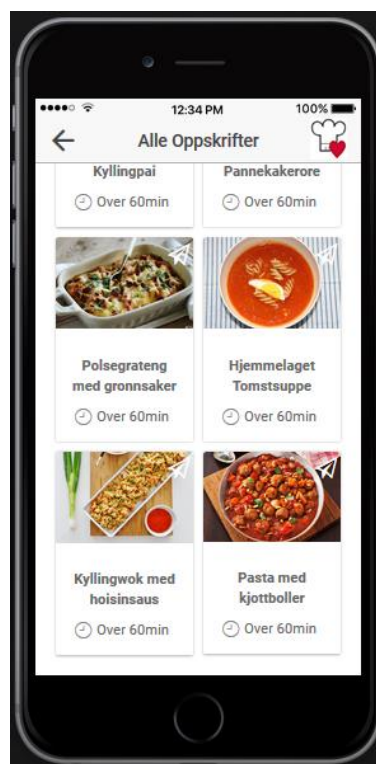 12:34 PM
100%
Alle Oppskrifter
Kyllingpai
Over 60min
Pannekakerore
Over 60min
Polsegrateng
med gronnsaker
Over 60min
Hjemmelaget
Tomstsuppe
Over 60min
Kyllingwok med
hoisinsaus
Over 60min
Pasta med
kjottboller
Over 60min